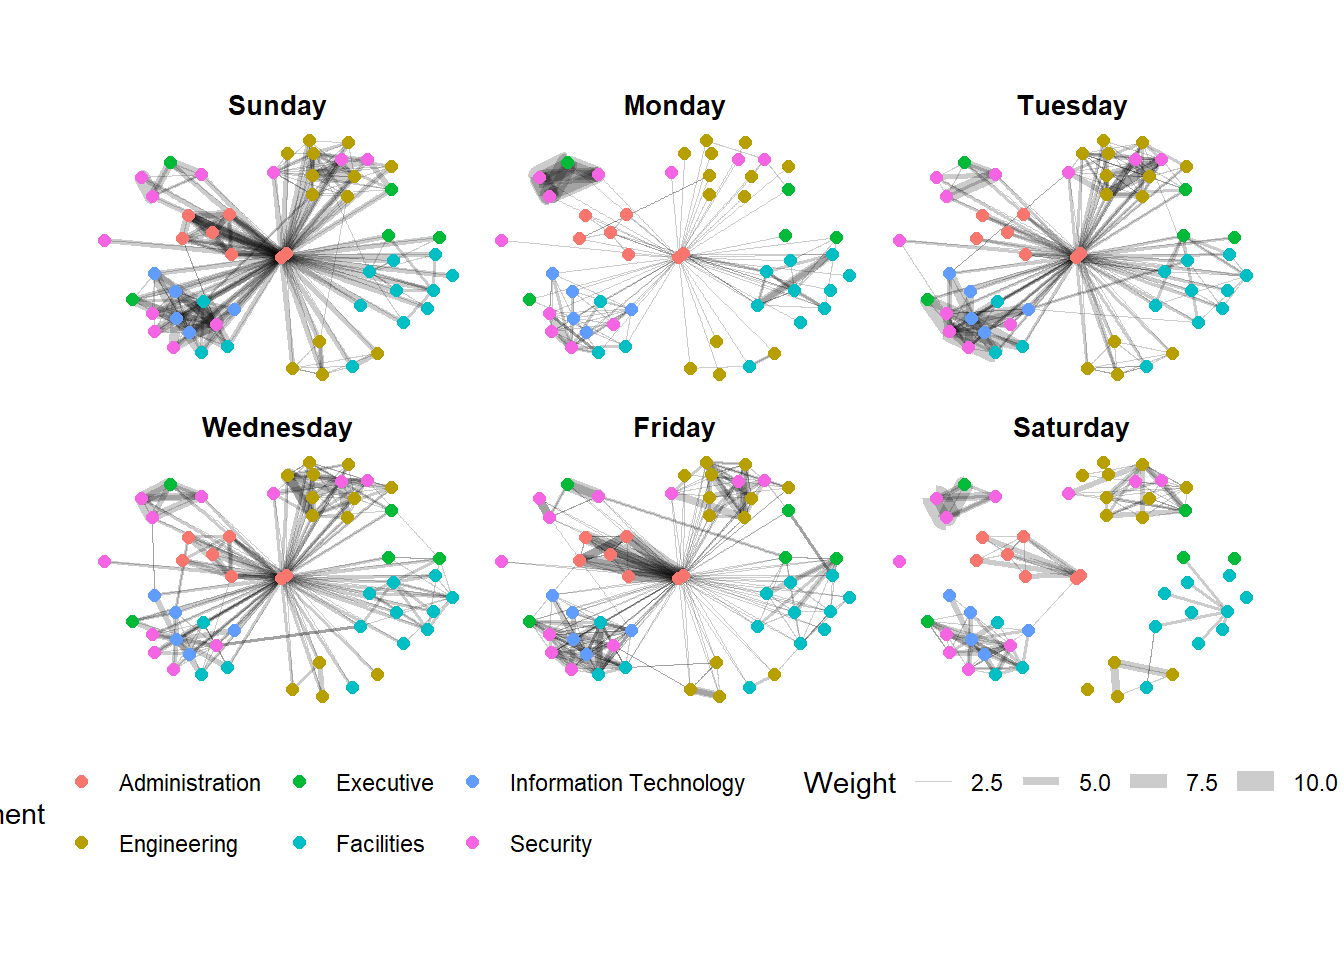 Sunday
Monday
Tuesday
Wednesday
Friday
Saturday
Administration
Executive
Information Technology
Weight
2.5
5.0
7.5
10.0
Engineering
Facilities
Security